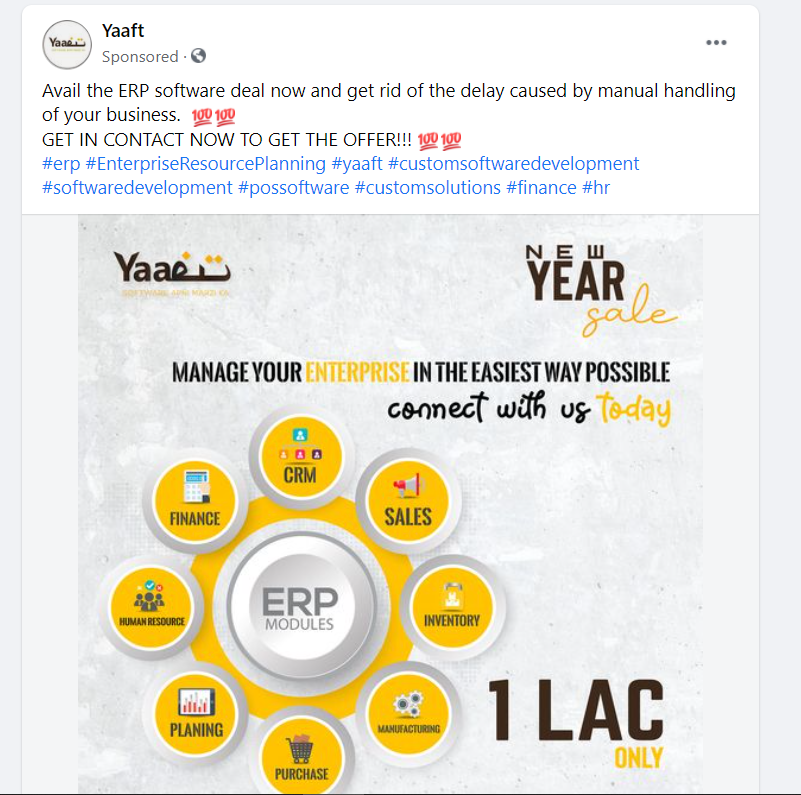 Yaaft
Sponsored ·
Avail the ERP software deal now and get rid of the delay caused by manual handling
of your business. 💯💯
GET IN CONTACT NOW TO GET THE OFFER!!! 💯💯
#erp #EnterpriseResourcePlanning #yaaft #customsoftwaredevelopment
#softwaredevelopment #possoftware #customsolutions #finance #hr
Yaaفت
SOFTWARE APNI MARZI KA
NEW
YEAR
sale
MANAGE YOUR ENTERPRISE IN THE EASIEST WAY POSSIBLE
connect with us today
CRM
FINANCE
SALES
ERP
MODULES
HUMAN RESOURCE
INVENTORY
PLANING
MANUFACTURING
PURCHASE
1 LAC
ONLY